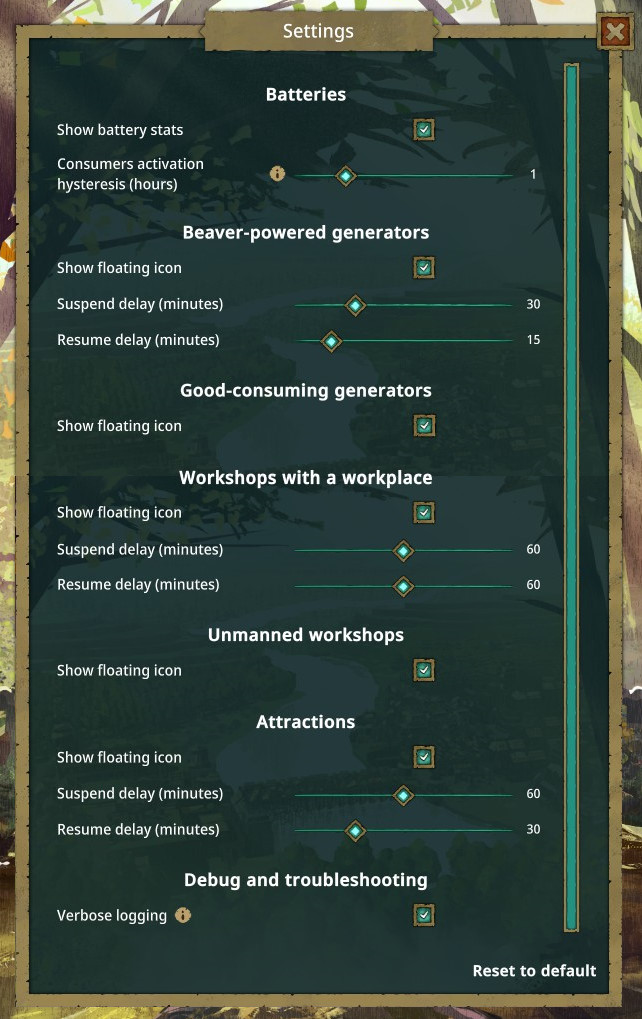 Settings
Batteries
Show battery stats
Consumers activation
hysteresis (hours)
1
Beaver-powered generators
Show floating icon
Suspend delay (minutes)
30
Resume delay (minutes)
15
Good-consuming generators
Show floating icon
Workshops with a workplace
Show floating icon
Suspend delay (minutes)
60
Resume delay (minutes)
60
Unmanned workshops
Show floating icon
Attractions
Show floating icon
Suspend delay (minutes)
60
Resume delay (minutes)
30
Debug and troubleshooting
Verbose logging
Reset to default